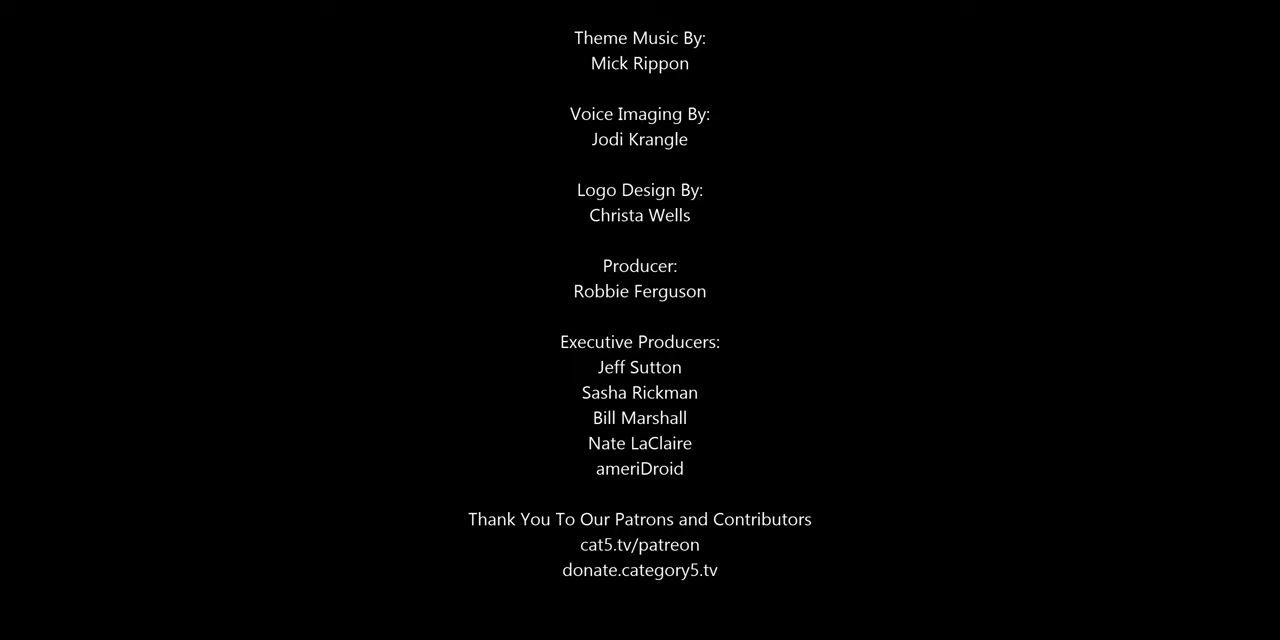 Theme Music By:
Mick Rippon
Voice Imaging By:
Jodi Krangle
Logo Design By:
Christa Wells
Producer:
Robbie Ferguson
Executive Producers:
Jeff Sutton
Sasha Rickman
Bill Marshall
Nate LaClaire
ameriDroid
Thank You To Our Patrons and Contributors
cat5.tv/patreon
donate.category5.tv